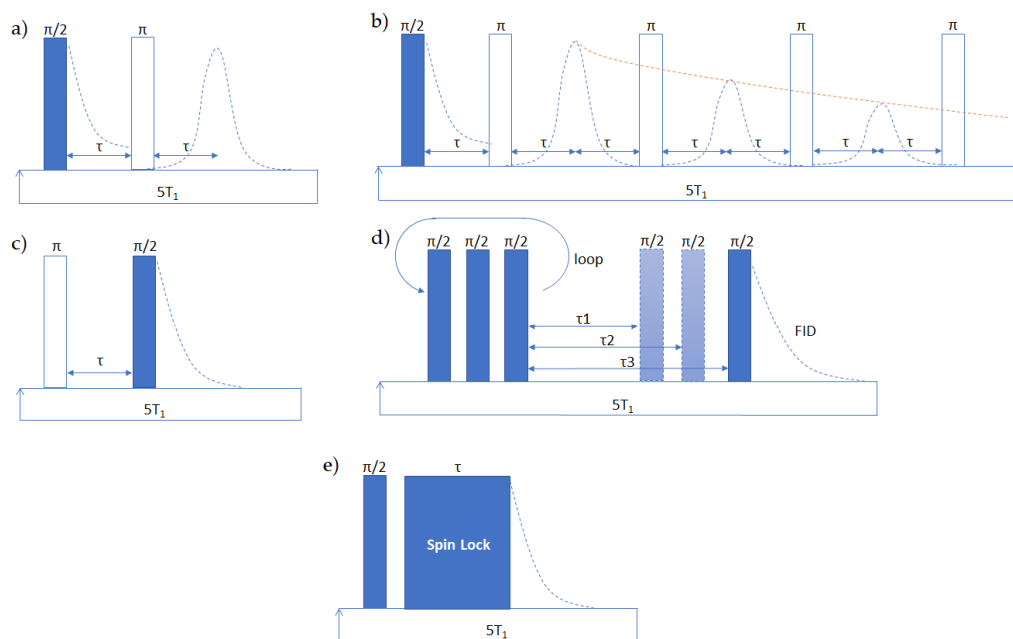 a)
π/2
π
τ
τ
5T₁
b)
π/2
π
π
π
π
τ
τ
τ
τ
τ
τ
τ
5T₁
c)
π
π/2
τ
5T₁
d)
π/2 π/2 π/2
π/2 π/2 π/2
loop
τ1
τ2
τ3
FID
5T₁
e)
π/2
τ
Spin Lock
5T₁